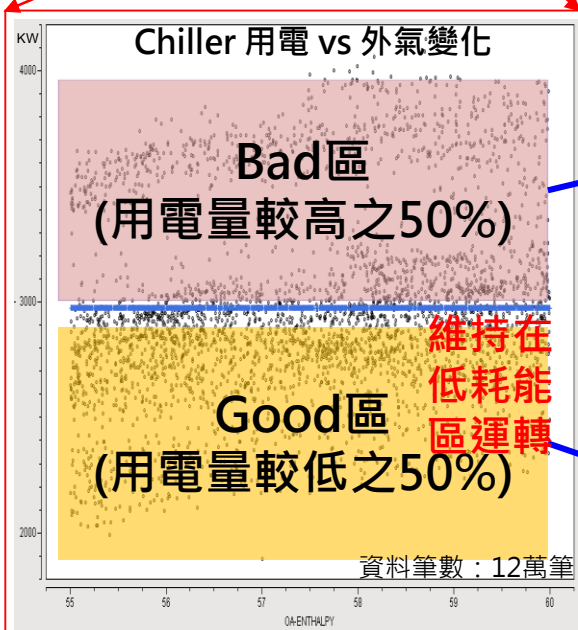 Chiller 用電 vs 外氣變化
KW
4000
Bad區
(用電量較高之50%)
3000
維持在
低耗能
區運轉
Good區
(用電量較低之50%)
2000
資料筆數：12萬筆
55 56 57 58 59 60
OA-ENTHALPY